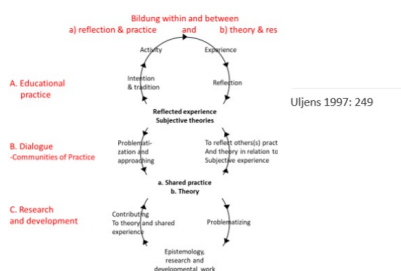 Bildung within and between
a) reflection & practice and b) theory & res
Activity
Experience
A. Educational
practice
Intention
& tradition
Reflection
Reflected experience
Subjective theories
Uljens 1997: 249
B. Dialogue
-Communities of Practice
Problemati-
zation and
approaching
To reflect others(s) pract
And theory in relation to
Subjective experience
a. Shared practice
b. Theory
C. Research
and development
Contributing
To theory and shared
experience
Problematizing
Epistemology,
research and
developmental work